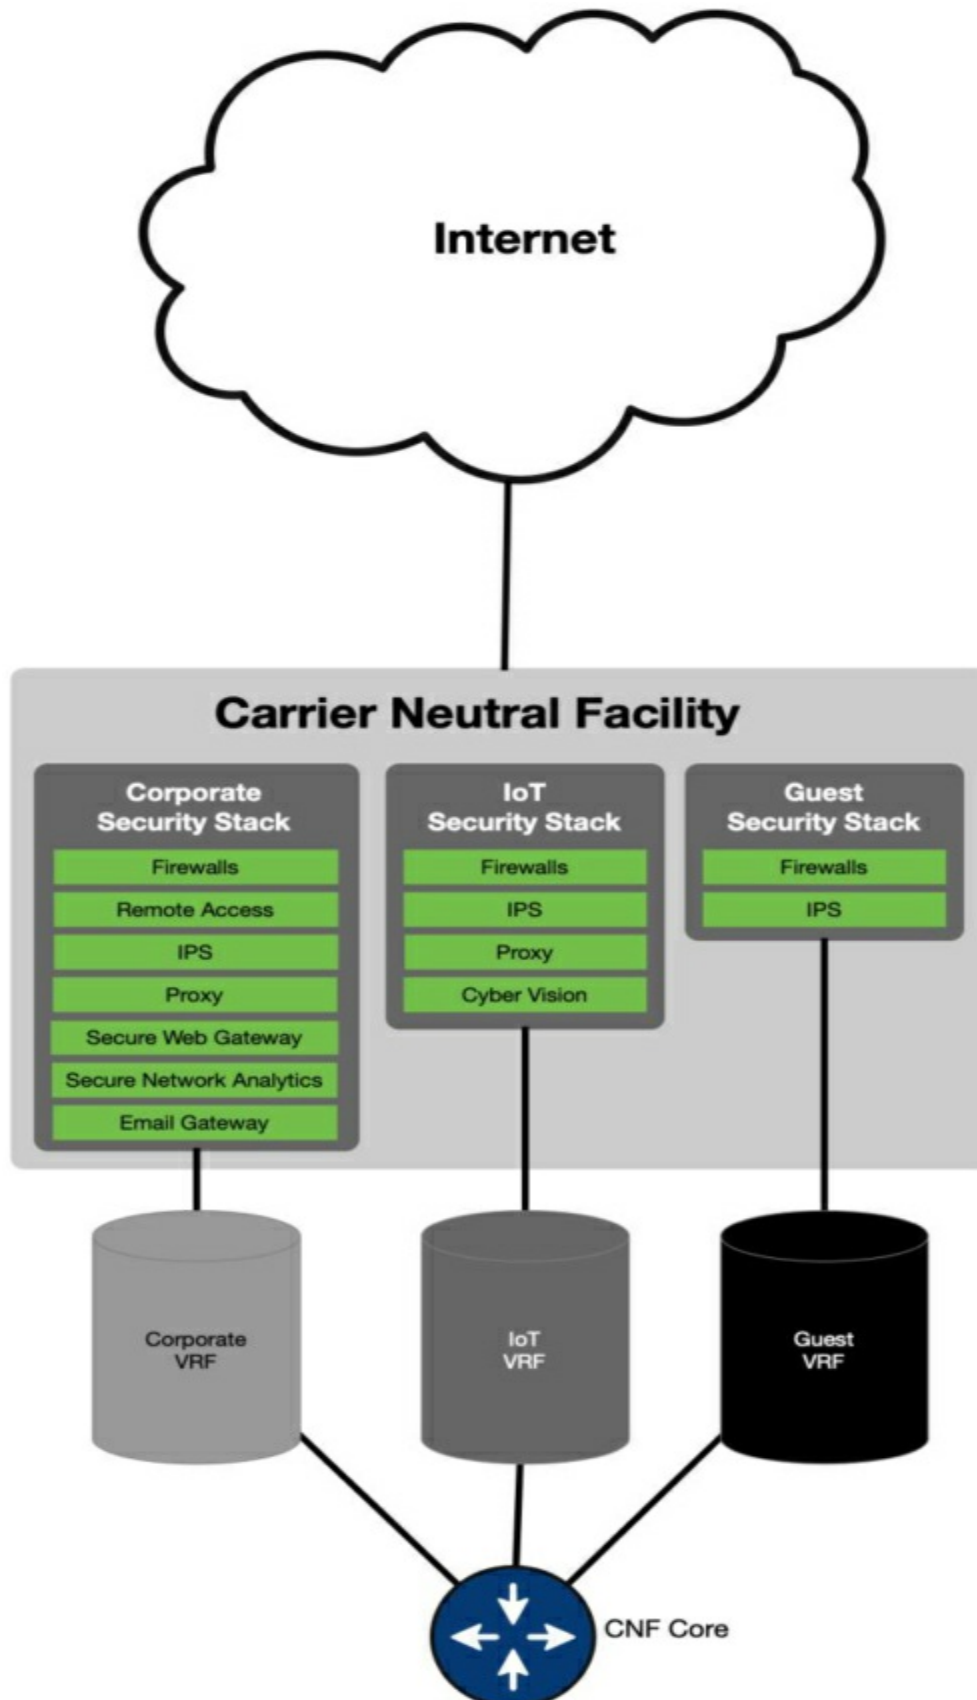 Internet
Carrier Neutral Facility
Corporate
Security Stack
Firewalls
Remote Access
IPS
Proxy
Secure Web Gateway
Secure Network Analytics
Email Gateway
IoT
Security Stack
Firewalls
IPS
Proxy
Cyber Vision
Guest
Security Stack
Firewalls
IPS
Corporate
VRF
IoT
VRF
Guest
VRF
CNF Core